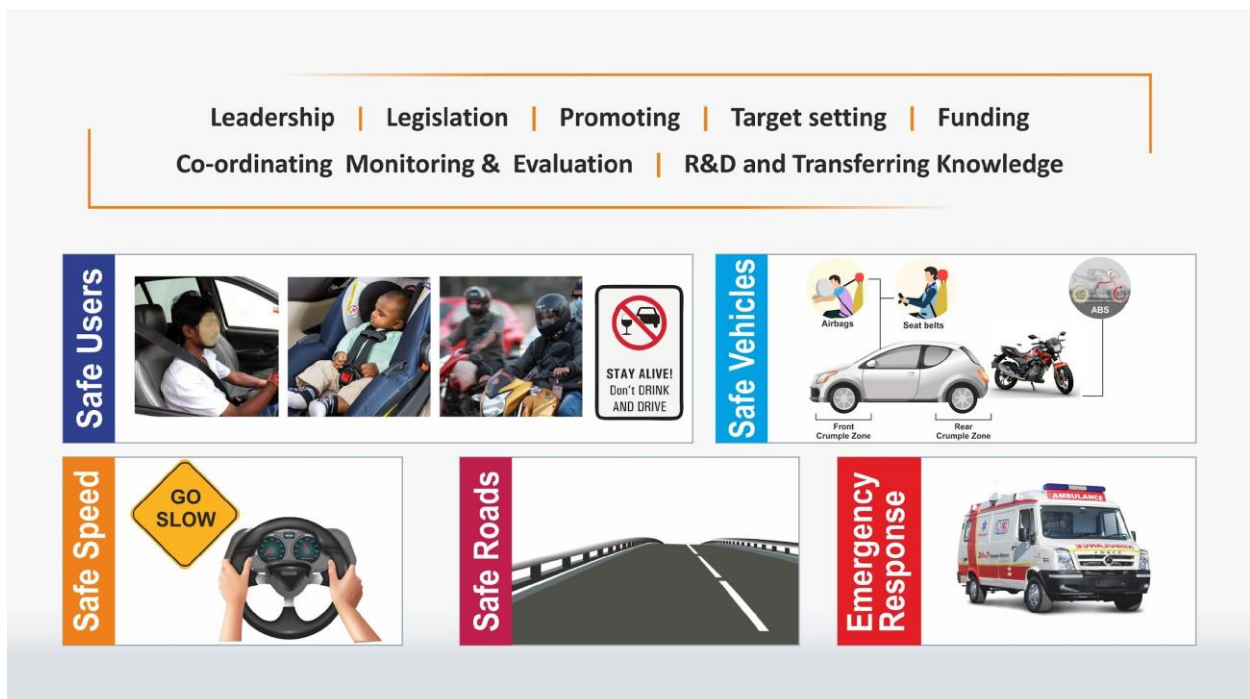 Leadership | Legislation | Promoting | Target setting | Funding
Co-ordinating Monitoring & Evaluation | R&D and Transferring Knowledge
Safe Users
STAY ALIVE!
Don't DRINK
AND DRIVE
Safe Vehicles
Airbags
Seat belts
ABS
Front
Crumple Zone
Rear
Crumple Zone
Safe Speed
GO
SLOW
Safe Roads
Emergency
Response
AMBULANCE